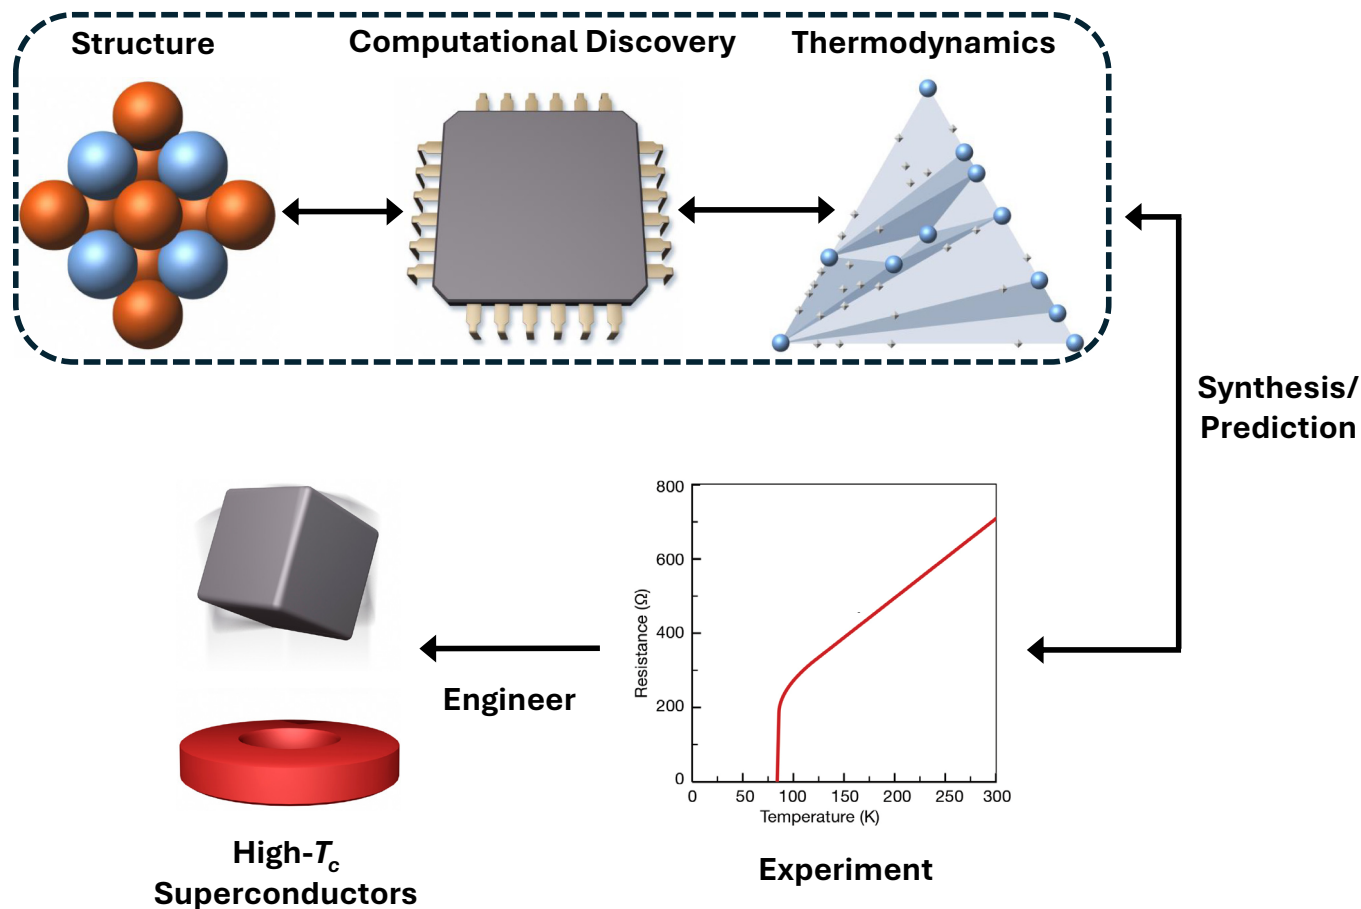 Structure
Computational Discovery
Thermodynamics
Synthesis/
Prediction
800
600
400
200
0
Resistance (Ω)
0 50 100 150 200 250 300
Temperature (K)
Engineer
High-Tc
Superconductors
Experiment